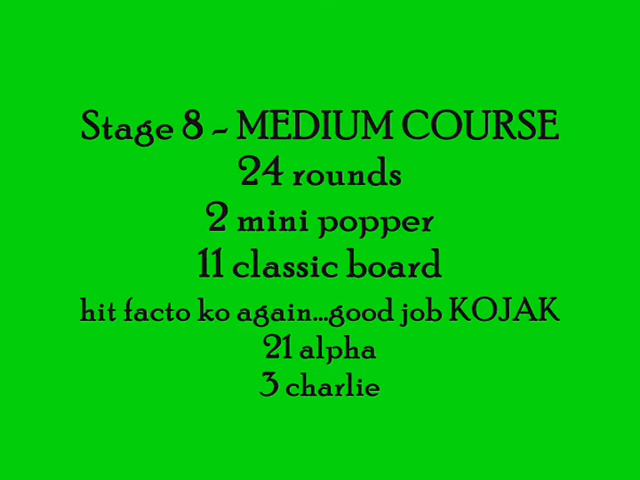 Stage 8 - MEDIUM COURSE
24 rounds
2 mini popper
11 classic board
hit facto ko again...good job KOJAK
21 alpha
3 charlie